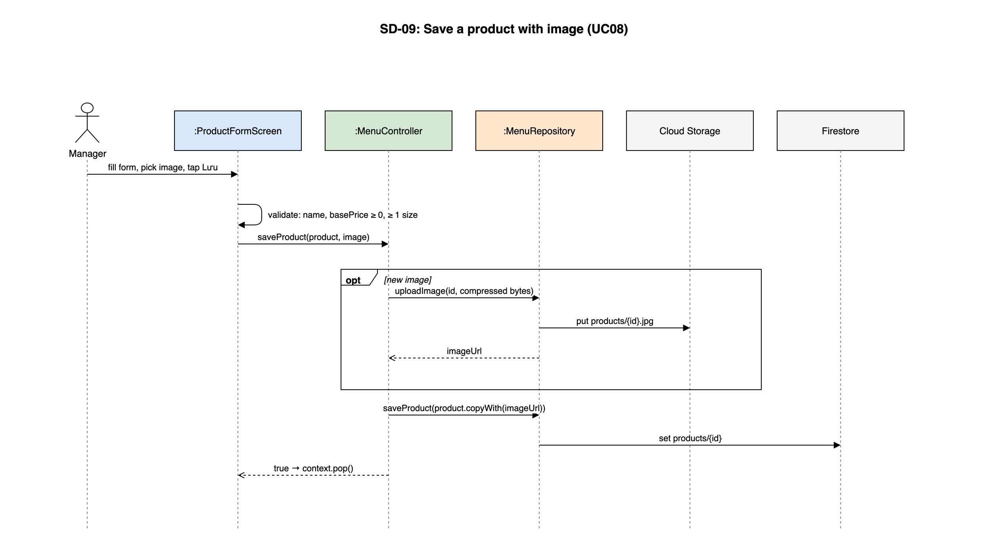 SD-09: Save a product with image (UC08)
Manager
:ProductFormScreen
:MenuController
:MenuRepository
Cloud Storage
Firestore
fill form, pick image, tap Lưu
validate: name, basePrice ≥ 0, ≥ 1 size
saveProduct(product, image)
opt
[new image]
uploadImage(id, compressed bytes)
put products/{id}.jpg
imageUrl
saveProduct(product.copyWith(imageUrl))
set products/{id}
true → context.pop()